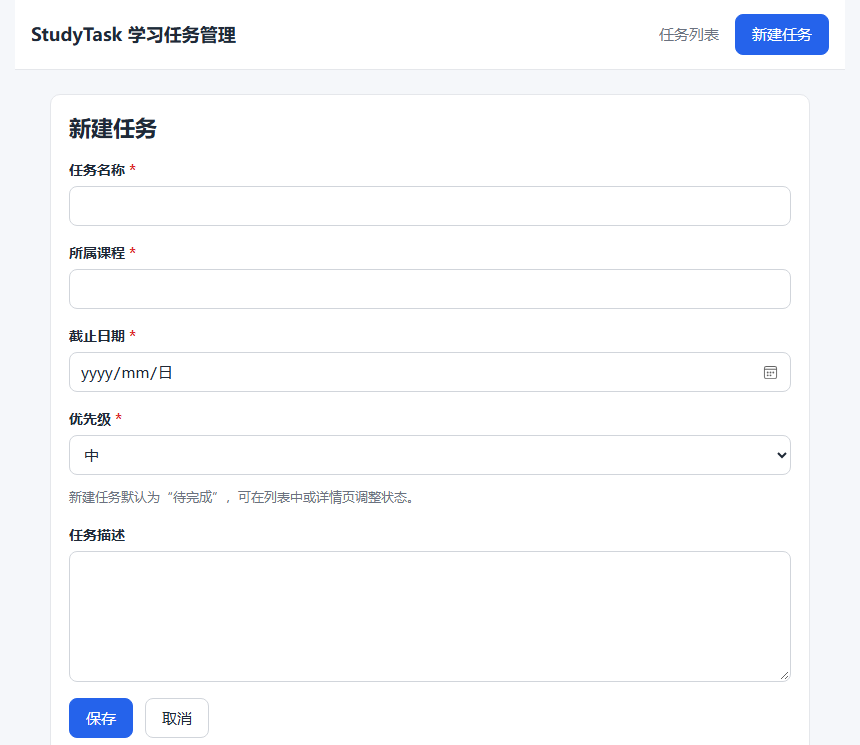 StudyTask 学习任务管理
任务列表
新建任务
新建任务
任务名称 *
所属课程 *
截止日期 *
yyyy/mm/日
优先级 *
中
新建任务默认为“待完成”，可在列表中或详情页调整状态。
任务描述
保存
取消